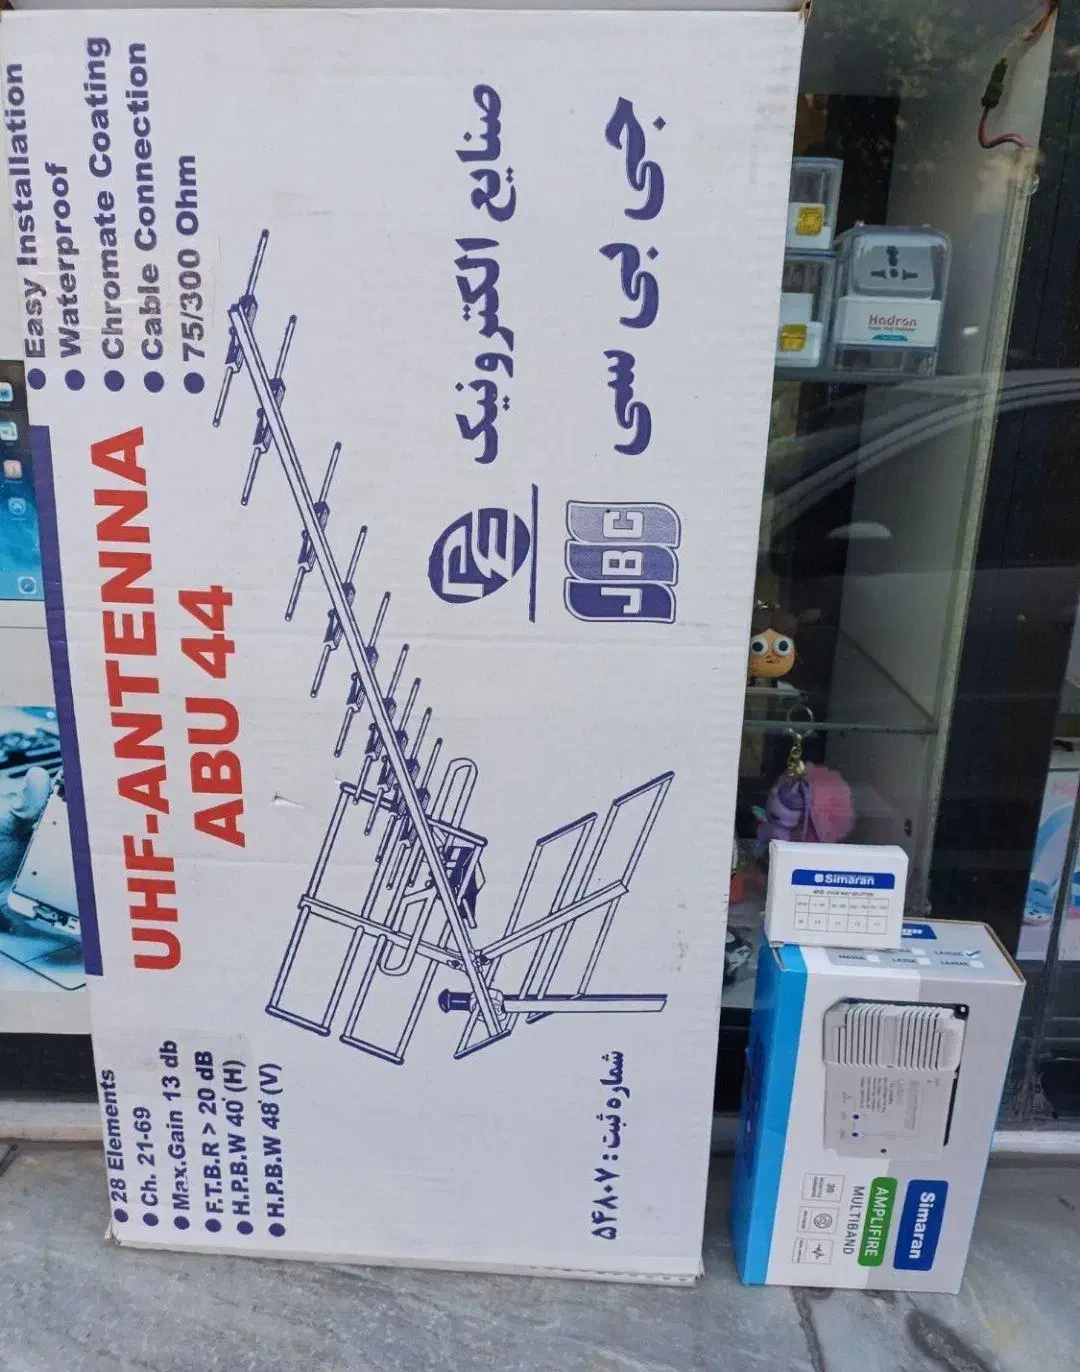 Easy Installation
Waterproof
Chromate Coating
Cable Connection
75/300 Ohm
UHF-ANTENNA
ABU 44
28 Elements
Ch. 21-69
Max.Gain 13 db
F.T.B.R > 20 dB
H.P.B.W 40° (H)
H.P.B.W 48° (V)
صنایع الکترونیک
جی بی سی
JBC
شماره ثبت: ۵۴۸۰۷
Hadron
Simaran
Simaran
AMPLIFIRE
MULTIBAND
30